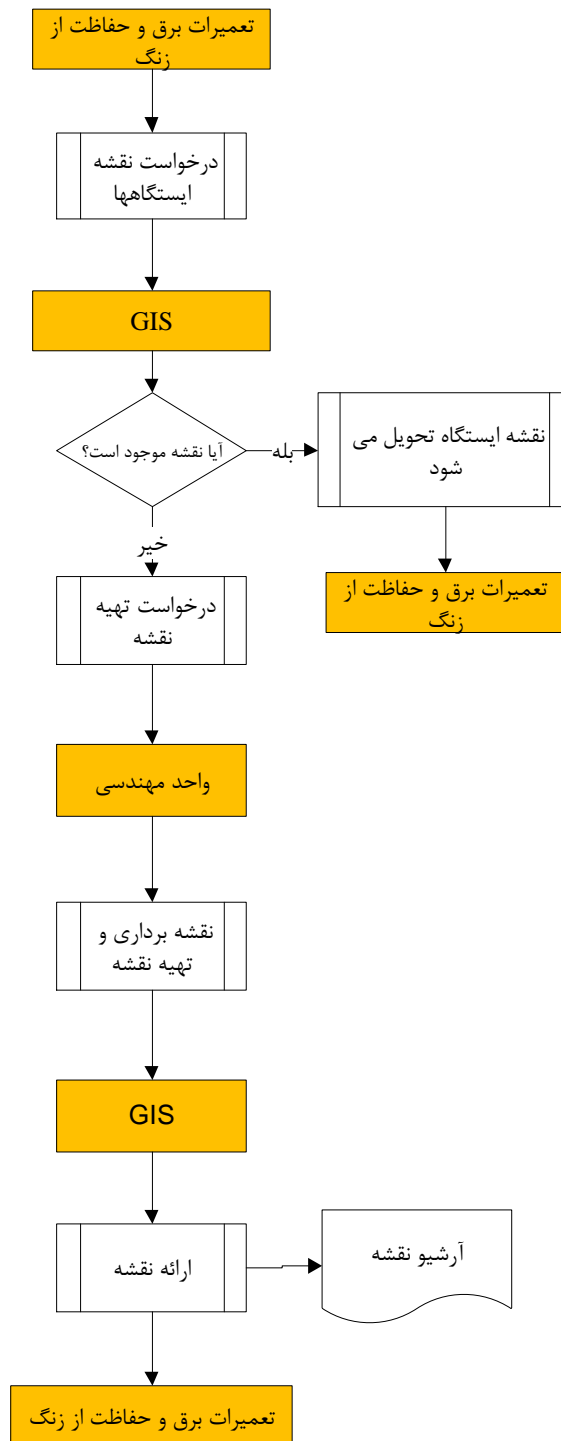 تعمیرات برق و حفاظت از
زنگ
درخواست نقشه
ایستگاهها
GIS
آیا نقشه موجود است؟
بله
نقشه ایستگاه تحویل می
شود
تعمیرات برق و حفاظت از
زنگ
خیر
درخواست تهیه
نقشه
واحد مهندسی
نقشه برداری و
تهیه نقشه
GIS
ارائه نقشه
آرشیو نقشه
تعمیرات برق و حفاظت از زنگ